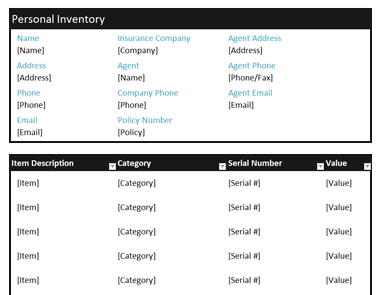 Personal Inventory
Name Insurance Company Agent Address
[Name] [Company] [Address]
Address Agent Agent Phone
[Address] [Name] [Phone/Fax]
Phone Company Phone Agent Email
[Phone] [Phone] [Email]
Email Policy Number
[Email] [Policy]
Item Description Category Serial Number Value
[Item] [Category] [Serial #] [Value]
[Item] [Category] [Serial #] [Value]
[Item] [Category] [Serial #] [Value]
[Item] [Category] [Serial #] [Value]
[Item] [Category] [Serial #] [Value]